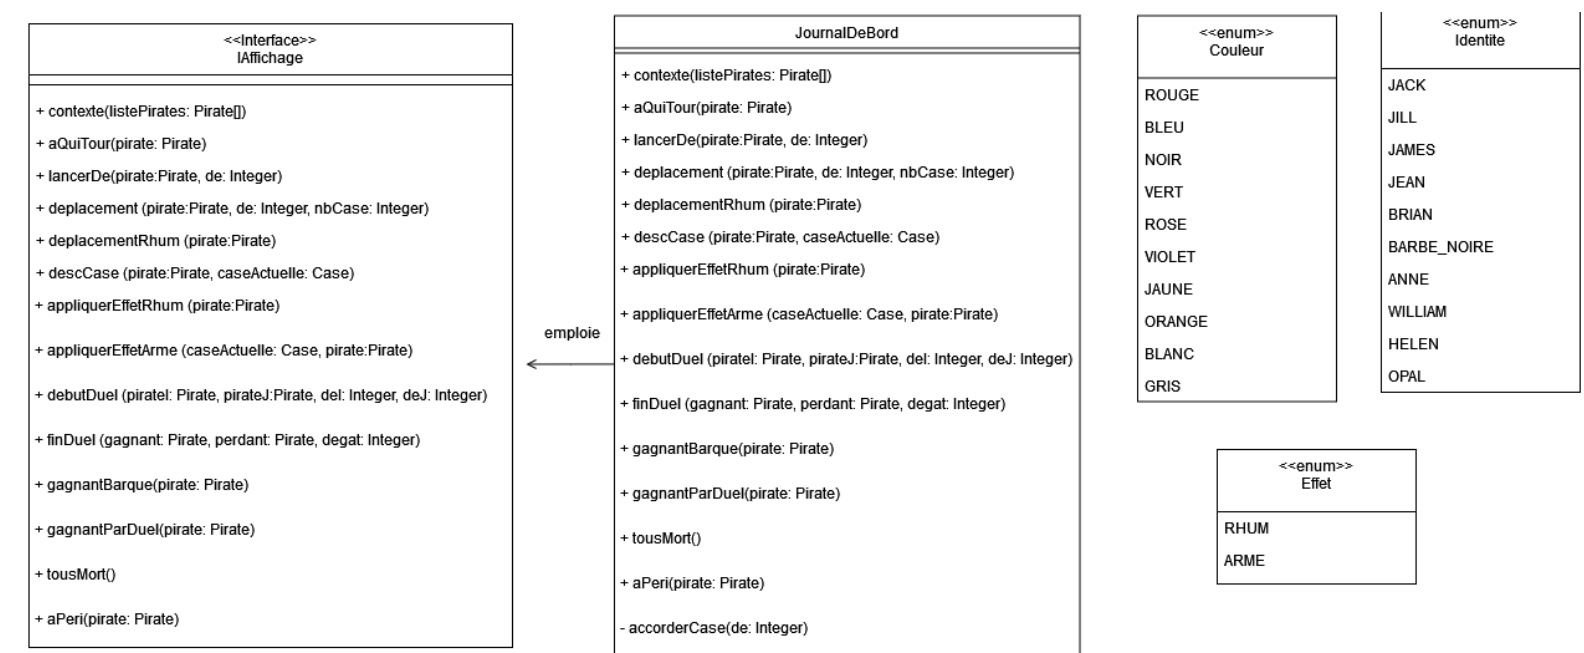 <<Interface>>
IAffichage
+ contexte(listePirates: Pirate[])
+ aQuiTour(pirate: Pirate)
+ lancerDe(pirate:Pirate, de: Integer)
+ deplacement (pirate:Pirate, de: Integer, nbCase: Integer)
+ deplacementRhum (pirate:Pirate)
+ descCase (pirate:Pirate, caseActuelle: Case)
+ appliquerEffetRhum (pirate:Pirate)
+ appliquerEffetArme (caseActuelle: Case, pirate:Pirate)
+ debutDuel (pirateI: Pirate, pirateJ:Pirate, deI: Integer, deJ: Integer)
+ finDuel (gagnant: Pirate, perdant: Pirate, degat: Integer)
+ gagnantBarque(pirate: Pirate)
+ gagnantParDuel(pirate: Pirate)
+ tousMort()
+ aPeri(pirate: Pirate)
emploie
JournalDeBord
+ contexte(listePirates: Pirate[])
+ aQuiTour(pirate: Pirate)
+ lancerDe(pirate:Pirate, de: Integer)
+ deplacement (pirate:Pirate, de: Integer, nbCase: Integer)
+ deplacementRhum (pirate:Pirate)
+ descCase (pirate:Pirate, caseActuelle: Case)
+ appliquerEffetRhum (pirate:Pirate)
+ appliquerEffetArme (caseActuelle: Case, pirate:Pirate)
+ debutDuel (pirateI: Pirate, pirateJ:Pirate, deI: Integer, deJ: Integer)
+ finDuel (gagnant: Pirate, perdant: Pirate, degat: Integer)
+ gagnantBarque(pirate: Pirate)
+ gagnantParDuel(pirate: Pirate)
+ tousMort()
+ aPeri(pirate: Pirate)
- accorderCase(de: Integer)
<<enum>>
Couleur
ROUGE
BLEU
NOIR
VERT
ROSE
VIOLET
JAUNE
ORANGE
BLANC
GRIS
<<enum>>
Identite
JACK
JILL
JAMES
JEAN
BRIAN
BARBE_NOIRE
ANNE
WILLIAM
HELEN
OPAL
<<enum>>
Effet
RHUM
ARME